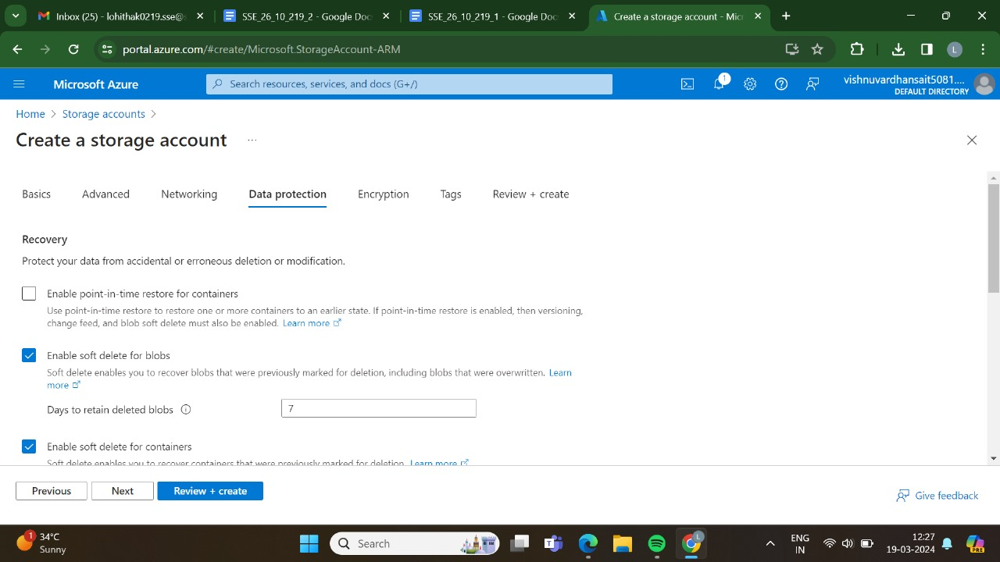 Inbox (25) - lohithak0219.sse@s
SSE_26_10_219_2 - Google Doc
SSE_26_10_219_1 - Google Doc
Create a storage account - Mic
portal.azure.com/#create/Microsoft.StorageAccount-ARM
L
Microsoft Azure
Search resources, services, and docs (G+/)
1
vishnuvardhansait5081....
DEFAULT DIRECTORY
Home > Storage accounts >
Create a storage account ...
Basics Advanced Networking Data protection Encryption Tags Review + create
Recovery
Protect your data from accidental or erroneous deletion or modification.
Enable point-in-time restore for containers
Use point-in-time restore to restore one or more containers to an earlier state. If point-in-time restore is enabled, then versioning,
change feed, and blob soft delete must also be enabled. Learn more
Enable soft delete for blobs
Soft delete enables you to recover blobs that were previously marked for deletion, including blobs that were overwritten. Learn
more
Days to retain deleted blobs 7
Enable soft delete for containers
Soft delete enables you to recover containers that were previously marked for deletion. Learn more
Previous Next Review + create
Give feedback
1
34°C
Sunny
Search
L
ENG
IN
12:27
19-03-2024
PRE